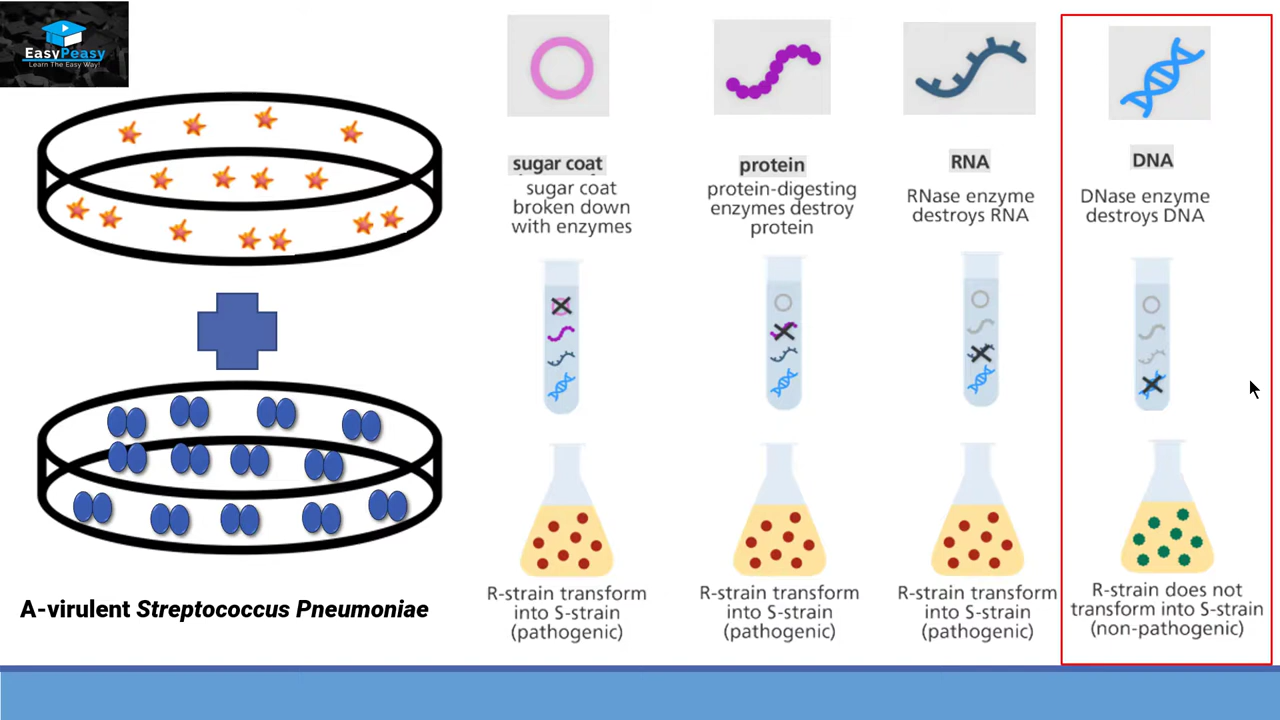 EasyPeasy
Learn The Easy Way!
sugar coat
sugar coat
broken down
with enzymes
protein
protein-digesting
enzymes destroy
protein
RNA
RNase enzyme
destroys RNA
DNA
DNase enzyme
destroys DNA
R-strain transform
into S-strain
(pathogenic)
R-strain transform
into S-strain
(pathogenic)
R-strain transform
into S-strain
(pathogenic)
R-strain does not
transform into S-strain
(non-pathogenic)
A-virulent Streptococcus Pneumoniae